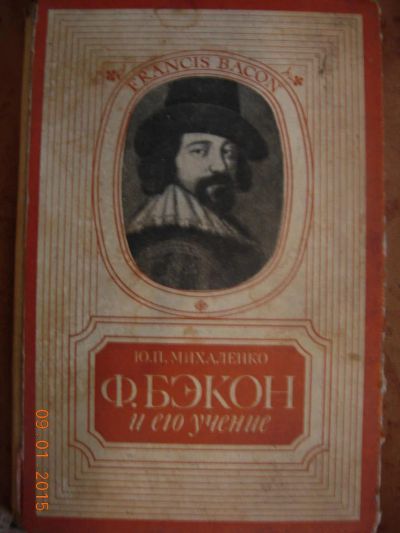 FRANCIS BACON
Ю.П. МИХАЛЕНКО
Ф. БЭКОН
и его учение
09.01.2015